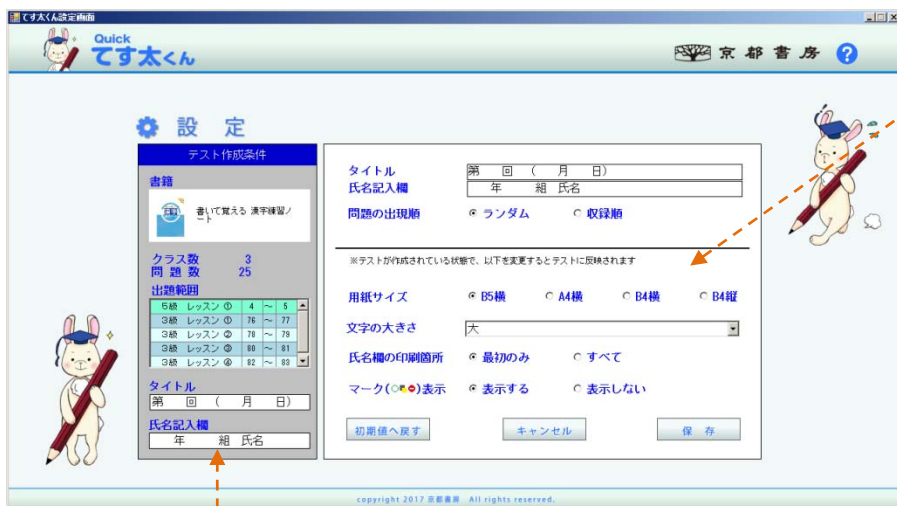 てす太くん設定画面
Quick
てす太くん
京都書房
?
設定
テスト作成条件
書籍
書いて覚える 漢字練習ノート
クラス数 3
問題数 25
出題範囲
5級 レッスン ① 4 ～ 5
3級 レッスン ① 76 ～ 77
3級 レッスン ② 78 ～ 79
3級 レッスン ③ 80 ～ 81
3級 レッスン ④ 82 ～ 83
タイトル
第 回 ( 月 日)
氏名記入欄
年 組 氏名
タイトル 第 回 ( 月 日)
氏名記入欄 年 組 氏名
問題の出現順 ランダム 収録順
※テストが作成されている状態で、以下を変更するとテストに反映されます
用紙サイズ B5横 A4横 B4横 B4縦
文字の大きさ 大
氏名欄の印刷箇所 最初のみ すべて
マーク( )表示 表示する 表示しない
初期値へ戻す キャンセル 保存
copyright 2017 京都書房 All rights reserved.